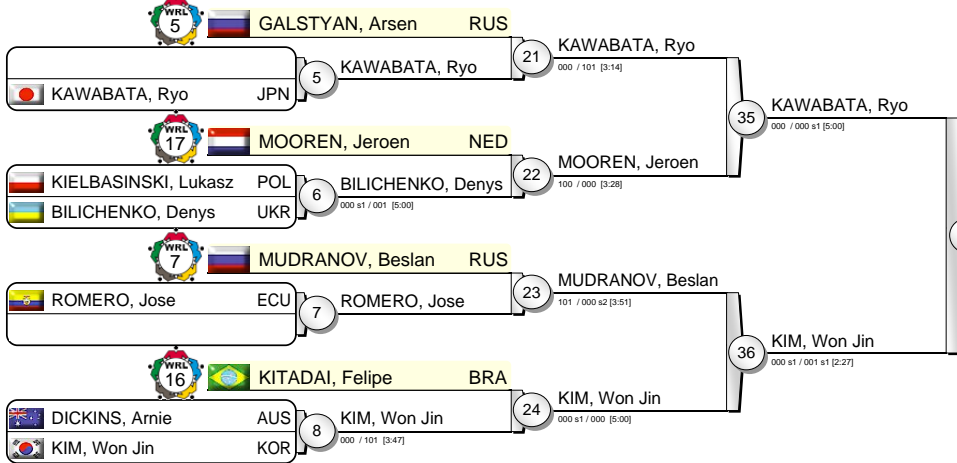 WRL 5 GALSTYAN, Arsen RUS
5 KAWABATA, Ryo
KAWABATA, Ryo JPN
21 KAWABATA, Ryo
000 / 101 [3:14]
WRL 17 MOOREN, Jeroen NED
KIELBASINSKI, Lukasz POL
BILICHENKO, Denys UKR
6 BILICHENKO, Denys
000 s1 / 001 [5:00]
22 MOOREN, Jeroen
100 / 000 [3:28]
35 KAWABATA, Ryo
000 / 000 s1 [5:00]
WRL 7 MUDRANOV, Beslan RUS
ROMERO, Jose ECU
7 ROMERO, Jose
23 MUDRANOV, Beslan
101 / 000 s2 [3:51]
WRL 16 KITADAI, Felipe BRA
DICKINS, Arnie AUS
KIM, Won Jin KOR
8 KIM, Won Jin
000 / 101 [3:47]
24 KIM, Won Jin
000 s1 / 000 [5:00]
36 KIM, Won Jin
000 s1 / 001 s1 [2:27]